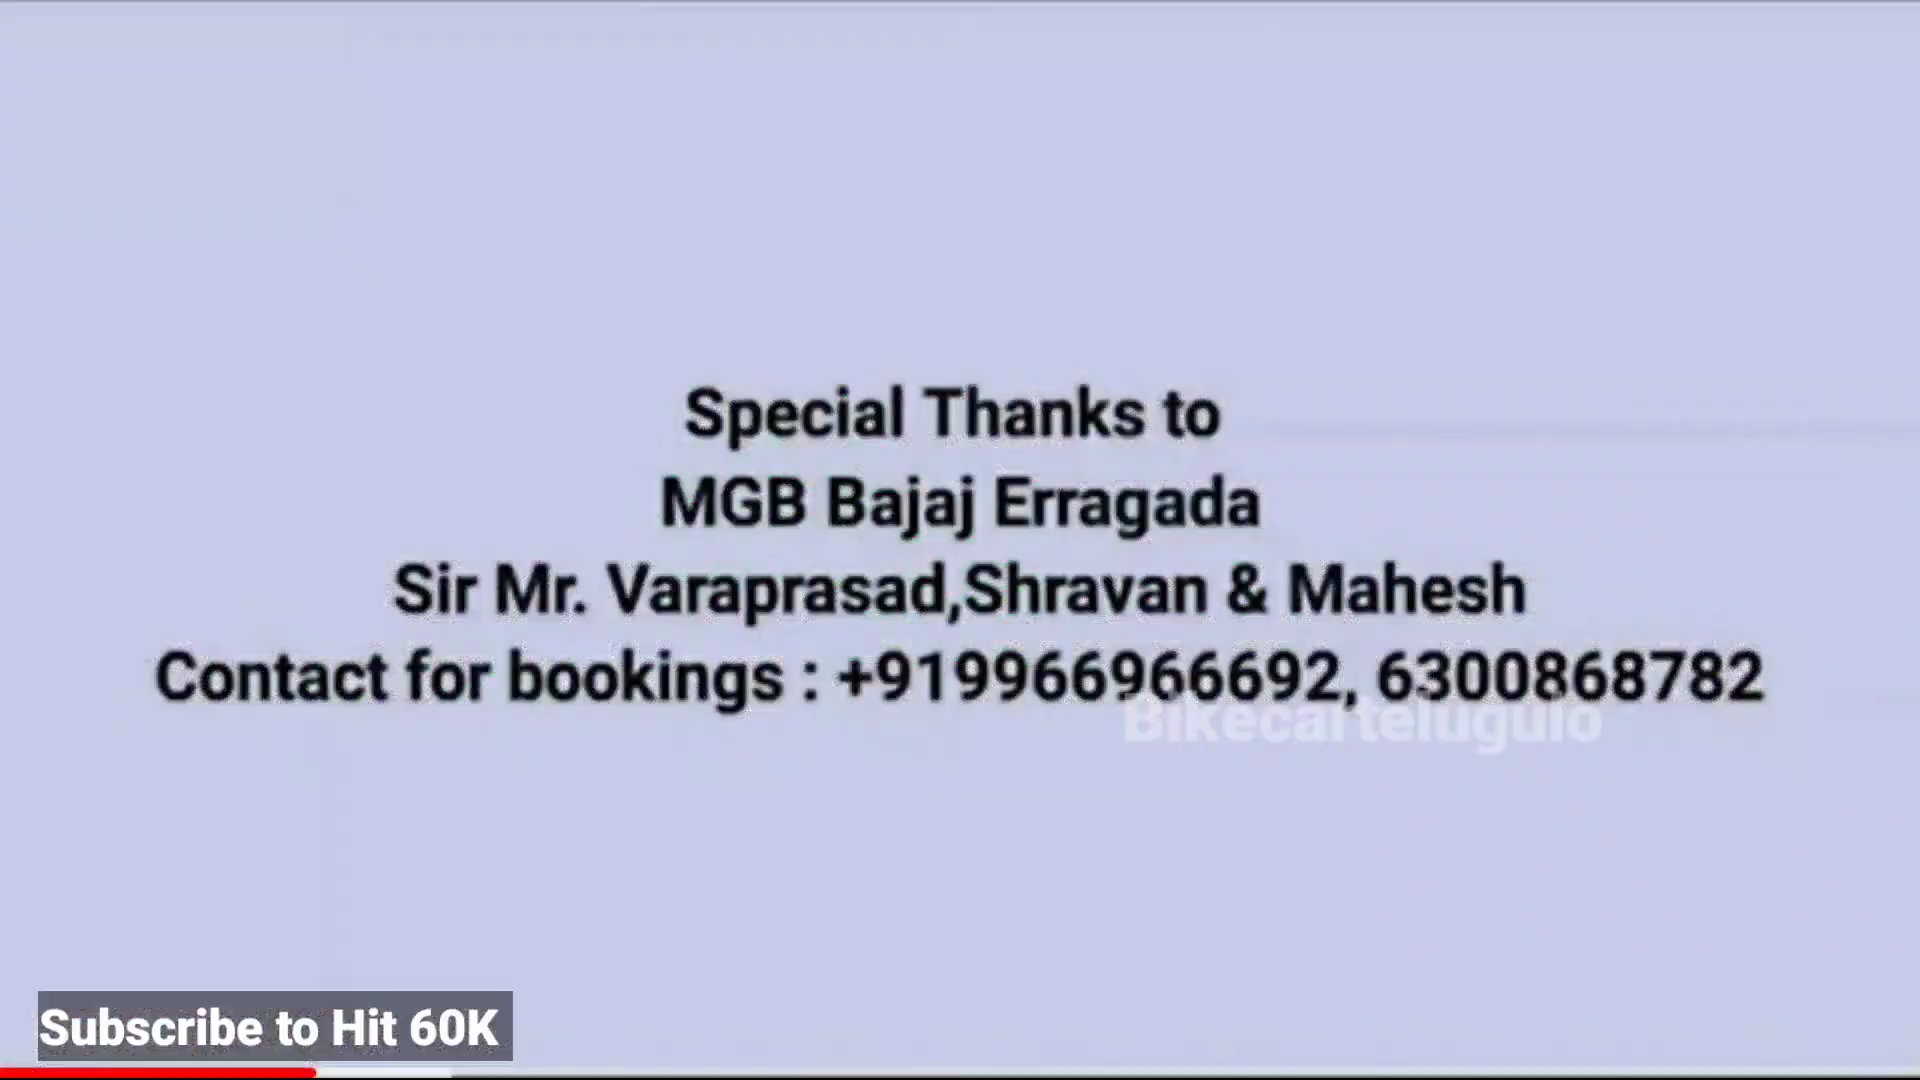 Special Thanks to
MGB Bajaj Erragada
Sir Mr. Varaprasad,Shravan & Mahesh
Contact for bookings : +919966966692, 6300868782
Subscribe to Hit 60K